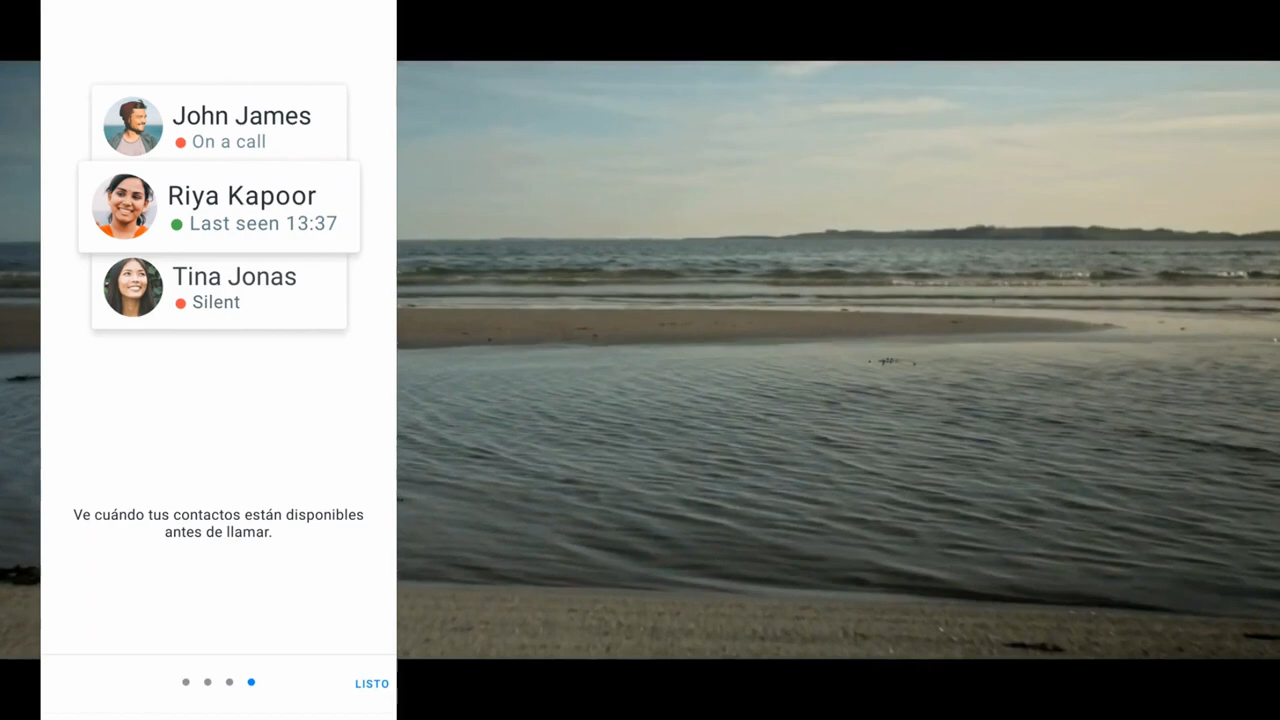 John James
On a call
Riya Kapoor
Last seen 13:37
Tina Jonas
Silent
Ve cuándo tus contactos están disponibles
antes de llamar.
LISTO